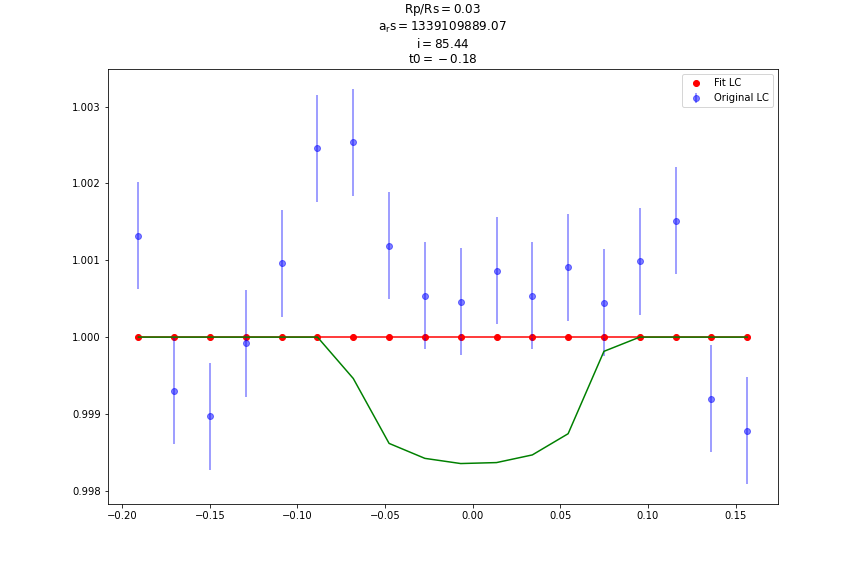 Rp/Rs = 0.03
aᵣs = 1339109889.07
i = 85.44
t0 = −0.18
Fit LC
Original LC
1.003
1.002
1.001
1.000
0.999
0.998
−0.20 −0.15 −0.10 −0.05 0.00 0.05 0.10 0.15